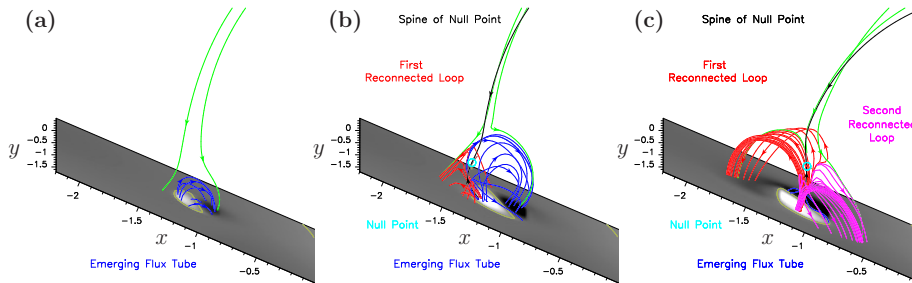 (a)
y
0
-0.5
-1
-1.5
-2
-1.5
x
-1
-0.5
Emerging Flux Tube
(b)
Spine of Null Point
First
Reconnected Loop
y
0
-0.5
-1
-1.5
-2
-1.5
Null Point
x
-1
-0.5
Emerging Flux Tube
(c)
Spine of Null Point
First
Reconnected Loop
Second
Reconnected
Loop
y
0
-0.5
-1
-1.5
-2
-1.5
Null Point
x
-1
-0.5
Emerging Flux Tube